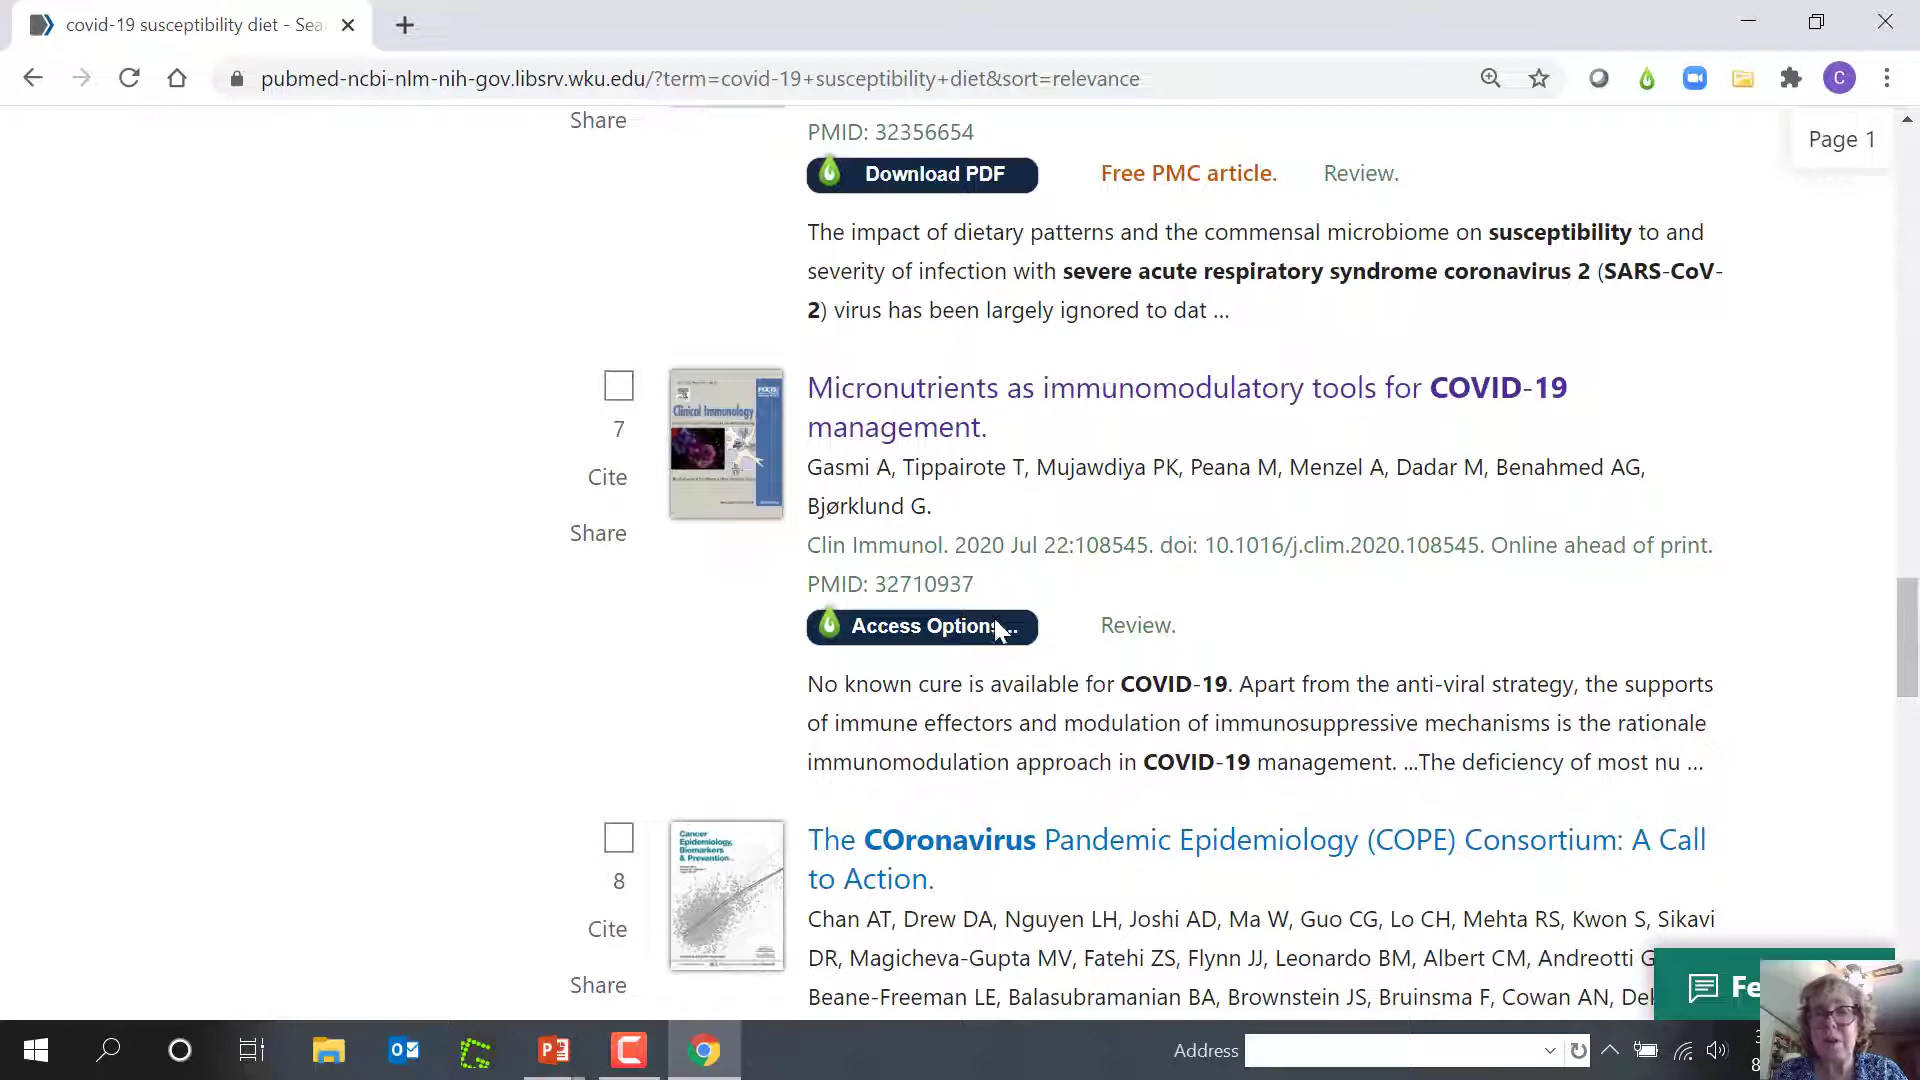 covid-19 susceptibility diet - Sea
pubmed-ncbi-nlm-nih-gov.libsrv.wku.edu/?term=covid-19+susceptibility+diet&sort=relevance
C
Page 1
Share
PMID: 32356654
Download PDF
Free PMC article.
Review.
The impact of dietary patterns and the commensal microbiome on susceptibility to and
severity of infection with severe acute respiratory syndrome coronavirus 2 (SARS-CoV-
2) virus has been largely ignored to dat ...
7
Cite
Share
Clinical Immunology
Micronutrients as immunomodulatory tools for COVID-19
management.
Gasmi A, Tippairote T, Mujawdiya PK, Peana M, Menzel A, Dadar M, Benahmed AG,
Bjørklund G.
Clin Immunol. 2020 Jul 22:108545. doi: 10.1016/j.clim.2020.108545. Online ahead of print.
PMID: 32710937
Access Options...
Review.
No known cure is available for COVID-19. Apart from the anti-viral strategy, the supports
of immune effectors and modulation of immunosuppressive mechanisms is the rationale
immunomodulation approach in COVID-19 management. ...The deficiency of most nu ...
8
Cite
Share
Cancer
Epidemiology,
Biomarkers
& Prevention
The COronavirus Pandemic Epidemiology (COPE) Consortium: A Call
to Action.
Chan AT, Drew DA, Nguyen LH, Joshi AD, Ma W, Guo CG, Lo CH, Mehta RS, Kwon S, Sikavi
DR, Magicheva-Gupta MV, Fatehi ZS, Flynn JJ, Leonardo BM, Albert CM, Andreotti G
Beane-Freeman LE, Balasubramanian BA, Brownstein JS, Bruinsma F, Cowan AN, Del
Fe
Address